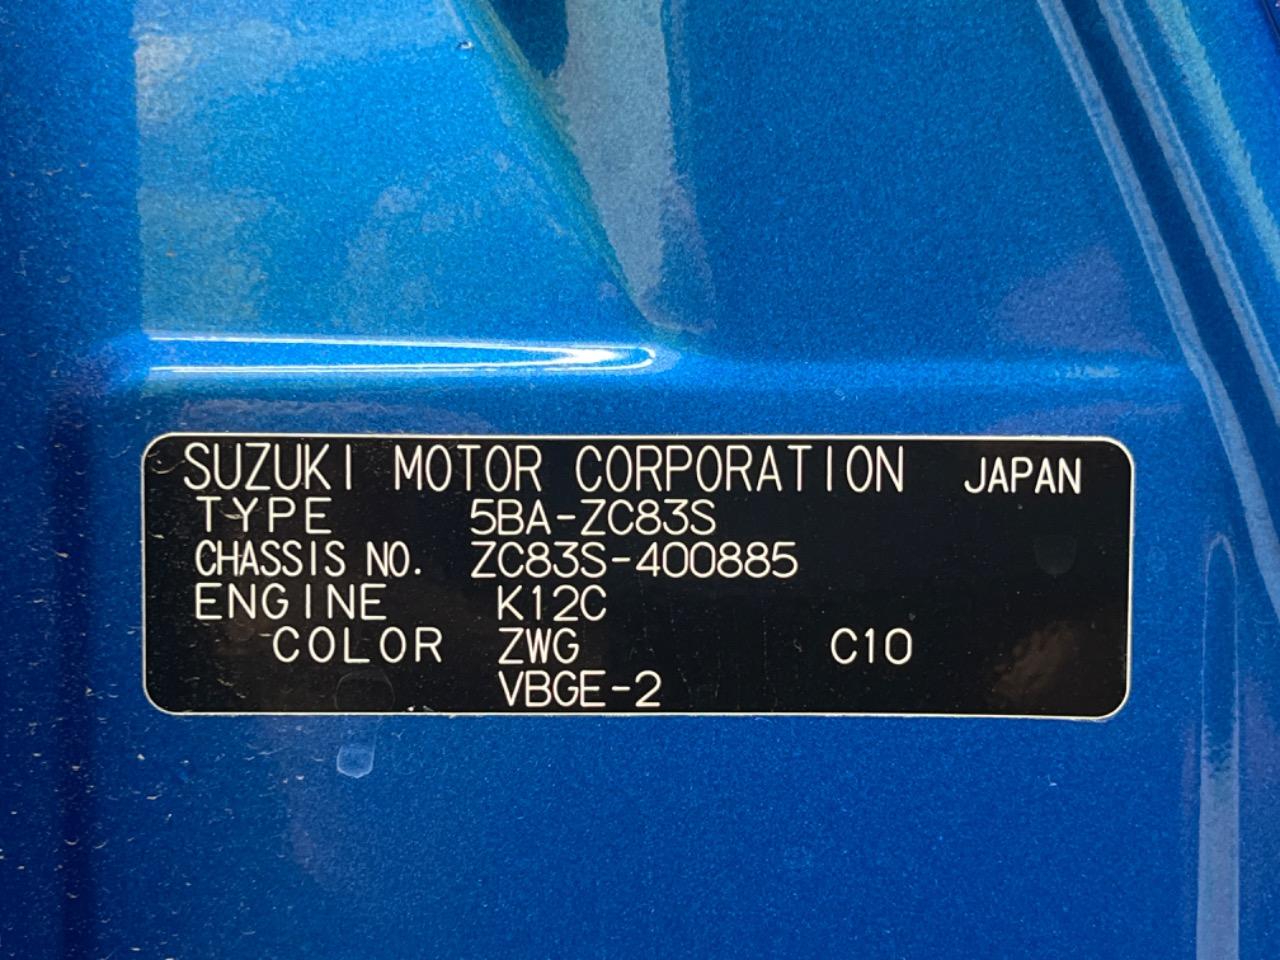 SUZUKI MOTOR CORPORATION JAPAN
TYPE 5BA-ZC83S
CHASSIS NO. ZC83S-400885
ENGINE K12C
COLOR ZWG C10
VBGE-2